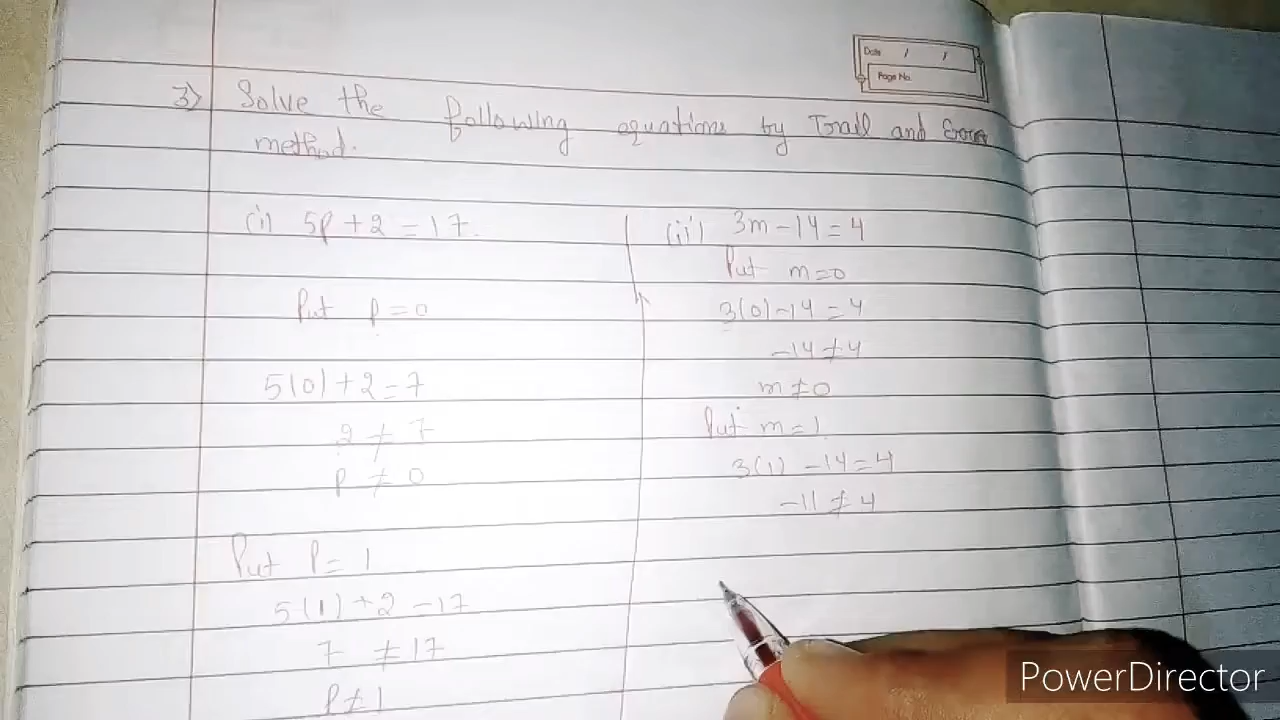 Date / /
Page No.
3) Solve the following equations by Trail and Error
method.
(i) 5p + 2 = 17.
Put p = 0
5(0) + 2 = 7
2 ≠ 7
p ≠ 0
Put p = 1
5(1) + 2 = 17
7 ≠ 17
p ≠ 1
(ii) 3m - 14 = 4
Put m = 0
3(0) - 14 = 4
-14 ≠ 4
m ≠ 0
Put m = 1
3(1) - 14 = 4
-11 ≠ 4
PowerDirector